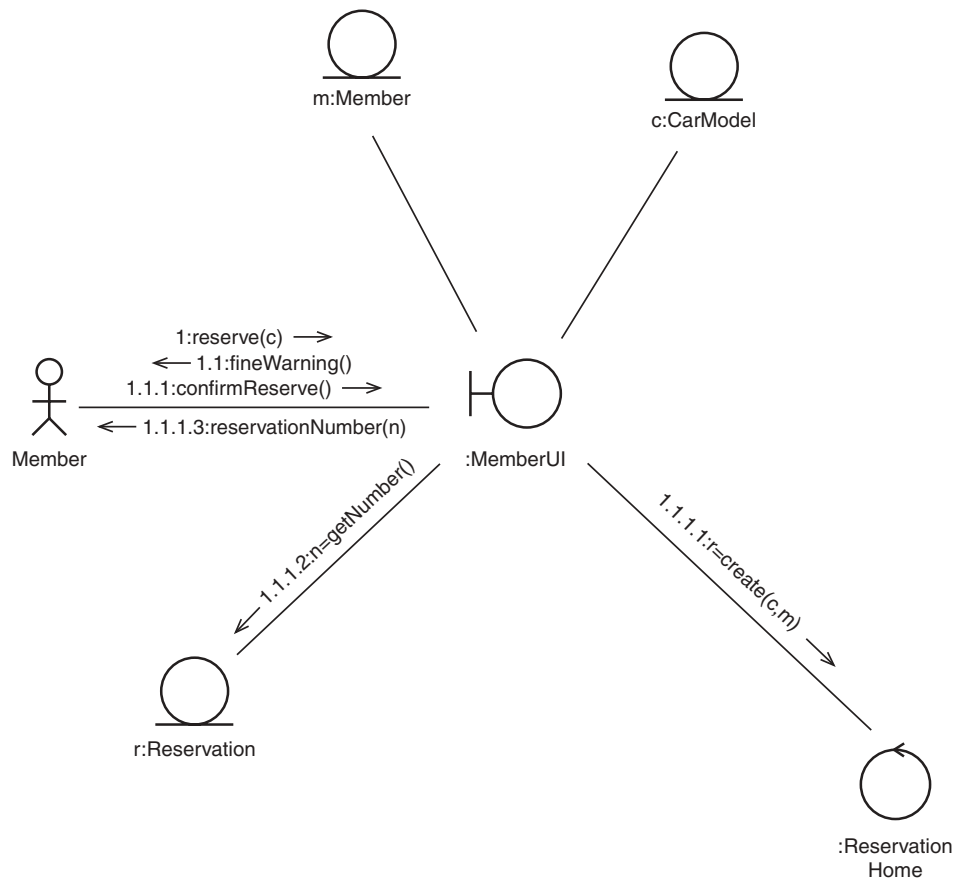 m:Member
c:CarModel
1:reserve(c)
1.1:fineWarning()
1.1.1:confirmReserve()
1.1.1.3:reservationNumber(n)
Member
:MemberUI
1.1.1.2:n=getNumber()
1.1.1.1:r=create(c,m)
r:Reservation
:Reservation
Home